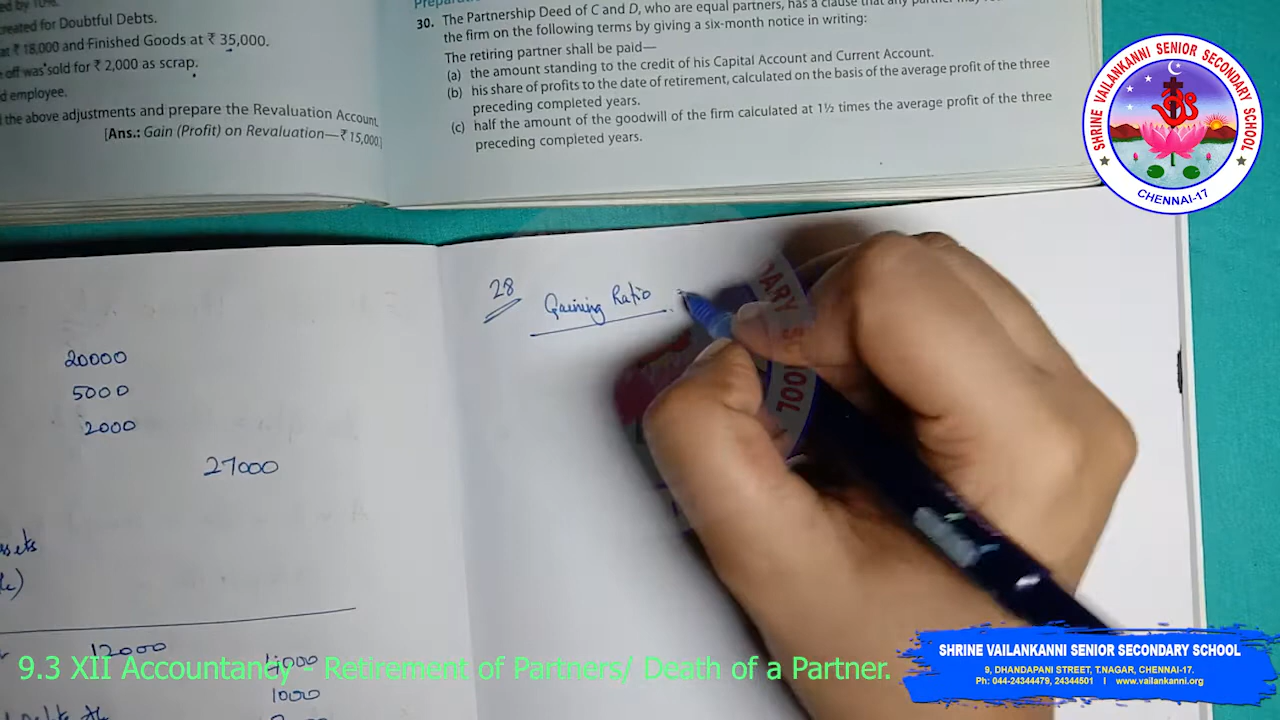 created for Doubtful Debts.
at ₹ 18,000 and Finished Goods at ₹ 35,000.
off was sold for ₹ 2,000 as scrap.
employee.
the above adjustments and prepare the Revaluation Account.
[Ans.: Gain (Profit) on Revaluation—₹ 15,000.]
30. The Partnership Deed of C and D, who are equal partners, has a clause that any partner may
the firm on the following terms by giving a six-month notice in writing:
The retiring partner shall be paid—
(a) the amount standing to the credit of his Capital Account and Current Account.
(b) his share of profits to the date of retirement, calculated on the basis of the average profit of the three
preceding completed years.
(c) half the amount of the goodwill of the firm calculated at 1½ times the average profit of the three
preceding completed years.
SHRINE VAILANKANNI SENIOR SECONDARY SCHOOL
CHENNAI-17
28 Gaining Ratio
20000
5000
2000
27000
12000
1000
9.3 XII Accountancy - Retirement of Partners/ Death of a Partner.
SHRINE VAILANKANNI SENIOR SECONDARY SCHOOL
9, DHANDAPANI STREET, T.NAGAR, CHENNAI-17.
Ph: 044-24344479, 24344501 I www.vailankanni.org